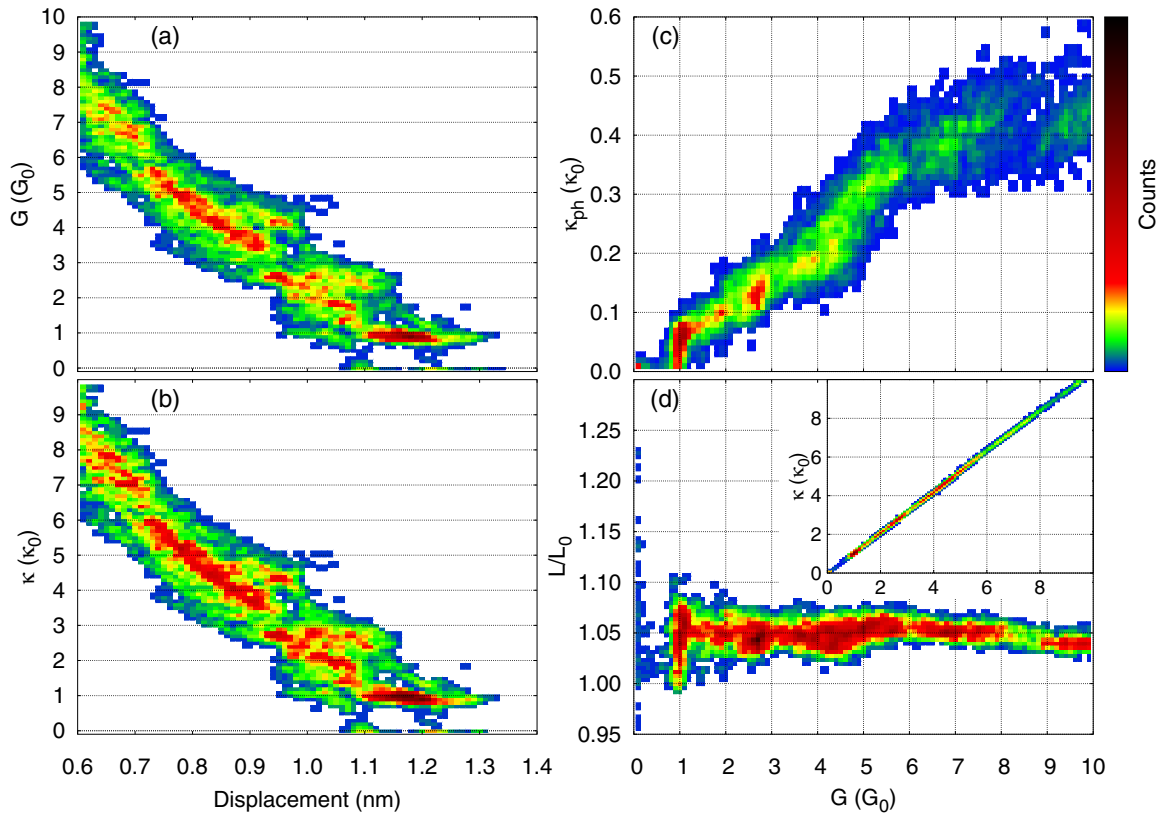 (a)
G (G0)
10
9
8
7
6
5
4
3
2
1
0
(b)
κ (κ0)
9
8
7
6
5
4
3
2
1
0
0.6 0.7 0.8 0.9 1.0 1.1 1.2 1.3 1.4
Displacement (nm)
(c)
κph (κ0)
0.6
0.5
0.4
0.3
0.2
0.1
0.0
Counts
(d)
L/L0
1.25
1.20
1.15
1.10
1.05
1.00
0.95
κ (κ0)
8
6
4
2
0
0 2 4 6 8
0 1 2 3 4 5 6 7 8 9 10
G (G0)